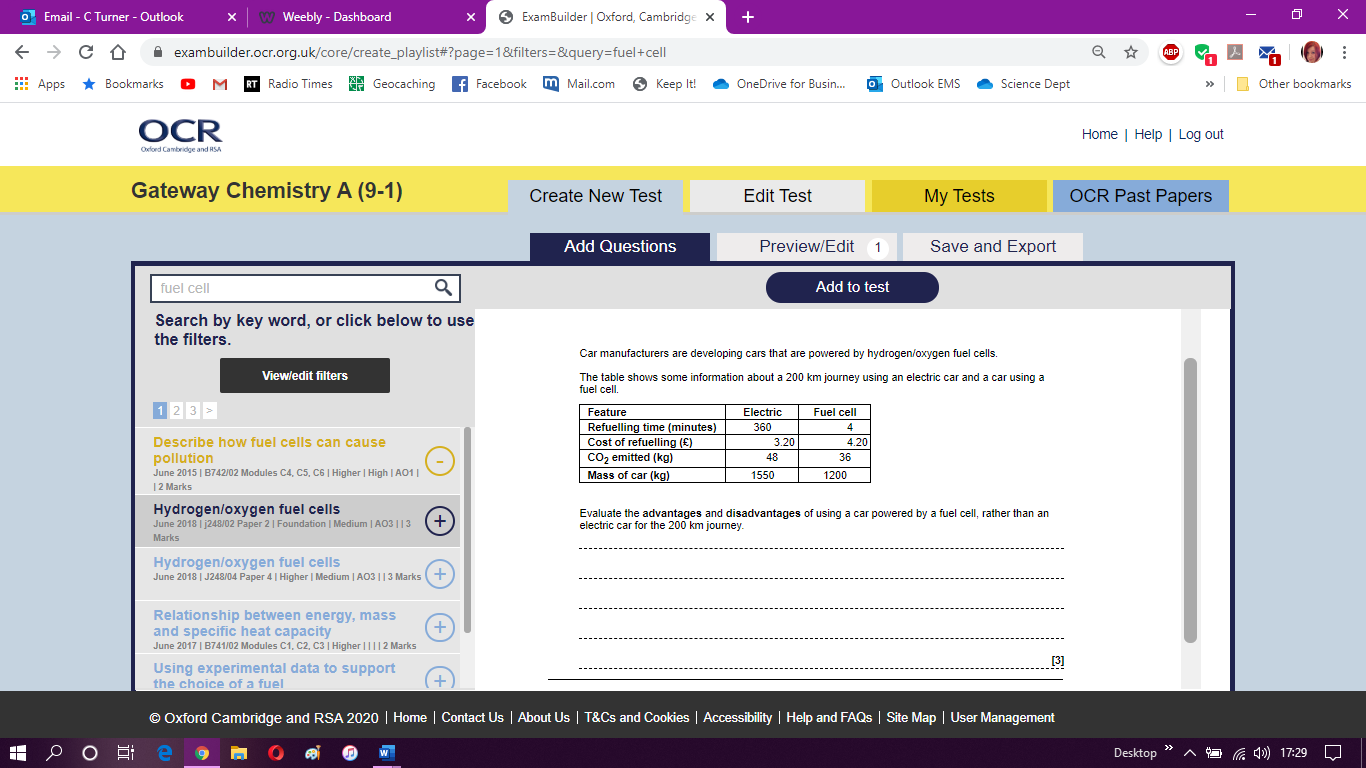 Email - C Turner - Outlook
Weebly - Dashboard
ExamBuilder | Oxford, Cambridge
exambuilder.ocr.org.uk/core/create_playlist#?page=1&filters=&query=fuel+cell
ABP
1
1
Apps
Bookmarks
RT
Radio Times
Geocaching
Facebook
Mail.com
Keep It!
OneDrive for Busin...
Outlook EMS
Science Dept
»
Other bookmarks
OCR
Oxford Cambridge and RSA
Home | Help | Log out
Gateway Chemistry A (9-1)
Create New Test
Edit Test
My Tests
OCR Past Papers
Add Questions
Preview/Edit 1
Save and Export
fuel cell
Add to test
Search by key word, or click below to use
the filters.
View/edit filters
1 2 3 >
Describe how fuel cells can cause
pollution
June 2015 | B742/02 Modules C4, C5, C6 | Higher | High | AO1 |
| 2 Marks
Hydrogen/oxygen fuel cells
June 2018 | j248/02 Paper 2 | Foundation | Medium | AO3 | | 3
Marks
Hydrogen/oxygen fuel cells
June 2018 | J248/04 Paper 4 | Higher | Medium | AO3 | | 3 Marks
Relationship between energy, mass
and specific heat capacity
June 2017 | B741/02 Modules C1, C2, C3 | Higher | | | | 2 Marks
Using experimental data to support
the choice of a fuel
Car manufacturers are developing cars that are powered by hydrogen/oxygen fuel cells.
The table shows some information about a 200 km journey using an electric car and a car using a
fuel cell.
Feature Electric Fuel cell
Refuelling time (minutes) 360 4
Cost of refuelling (£) 3.20 4.20
CO₂ emitted (kg) 48 36
Mass of car (kg) 1550 1200
Evaluate the advantages and disadvantages of using a car powered by a fuel cell, rather than an
electric car for the 200 km journey.
[3]
© Oxford Cambridge and RSA 2020 | Home | Contact Us | About Us | T&Cs and Cookies | Accessibility | Help and FAQs | Site Map | User Management
Desktop » 17:29